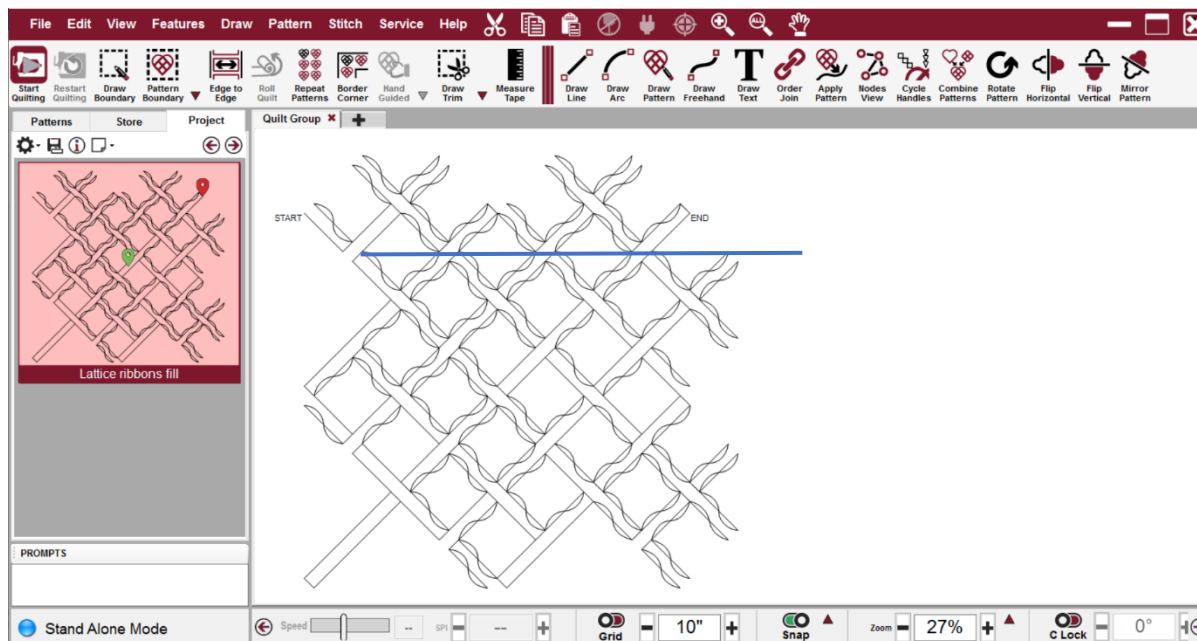 File Edit View Features Draw Pattern Stitch Service Help
ALL
Start Quilting
Restart Quilting
Draw Boundary
Pattern Boundary
Edge to Edge
Roll Quilt
Repeat Patterns
Border Corner
Hand Guided
Draw Trim
Measure Tape
Draw Line
Draw Arc
Draw Pattern
Draw Freehand
T
Draw Text
Order Join
Apply Pattern
Nodes View
Cycle Handles
Combine Patterns
Rotate Pattern
Flip Horizontal
Flip Vertical
Mirror Pattern
Patterns Store Project
Quilt Group
START
END
Lattice ribbons fill
PROMPTS
Stand Alone Mode
Speed -- SPI -- Grid 10" Snap Zoom 27% C Lock 0°